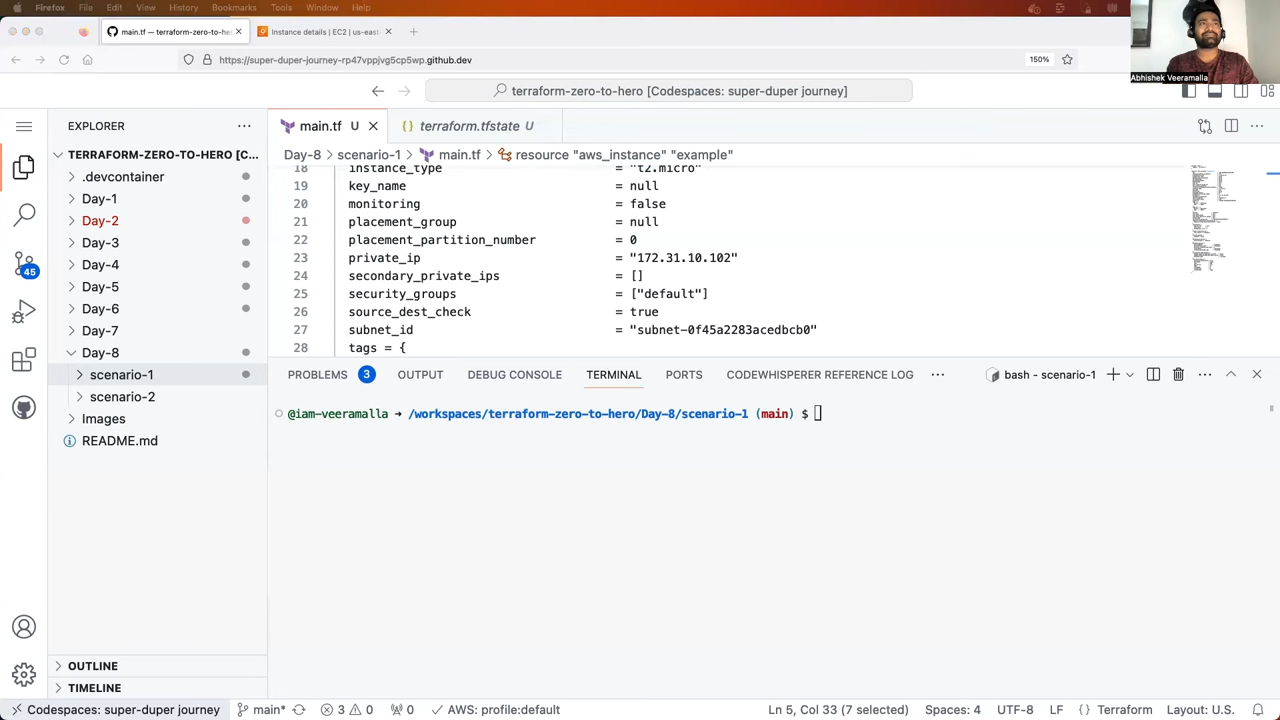 Firefox File Edit View History Bookmarks Tools Window Help
main.tf — terraform-zero-to-her
Instance details | EC2 | us-east-
https://super-duper-journey-rp47vppjvg5cp5wp.github.dev
150%
Abhishek Veeramalla
terraform-zero-to-hero [Codespaces: super-duper journey]
EXPLORER
main.tf U
terraform.tfstate U
TERRAFORM-ZERO-TO-HERO [C...
Day-8 > scenario-1 > main.tf > resource "aws_instance" "example"
.devcontainer
Day-1
Day-2
Day-3
Day-4
Day-5
Day-6
Day-7
Day-8
scenario-1
scenario-2
Images
README.md
18 instance_type = "t2.micro"
19 key_name = null
20 monitoring = false
21 placement_group = null
22 placement_partition_number = 0
23 private_ip = "172.31.10.102"
24 secondary_private_ips = []
25 security_groups = ["default"]
26 source_dest_check = true
27 subnet_id = "subnet-0f45a2283acedbcb0"
28 tags = {
45
PROBLEMS 3 OUTPUT DEBUG CONSOLE TERMINAL PORTS CODEWHISPERER REFERENCE LOG
bash - scenario-1
@iam-veeramalla ➜ /workspaces/terraform-zero-to-hero/Day-8/scenario-1 (main) $
OUTLINE
TIMELINE
Codespaces: super-duper journey main* 3 0 0 AWS: profile:default Ln 5, Col 33 (7 selected) Spaces: 4 UTF-8 LF {} Terraform Layout: U.S.